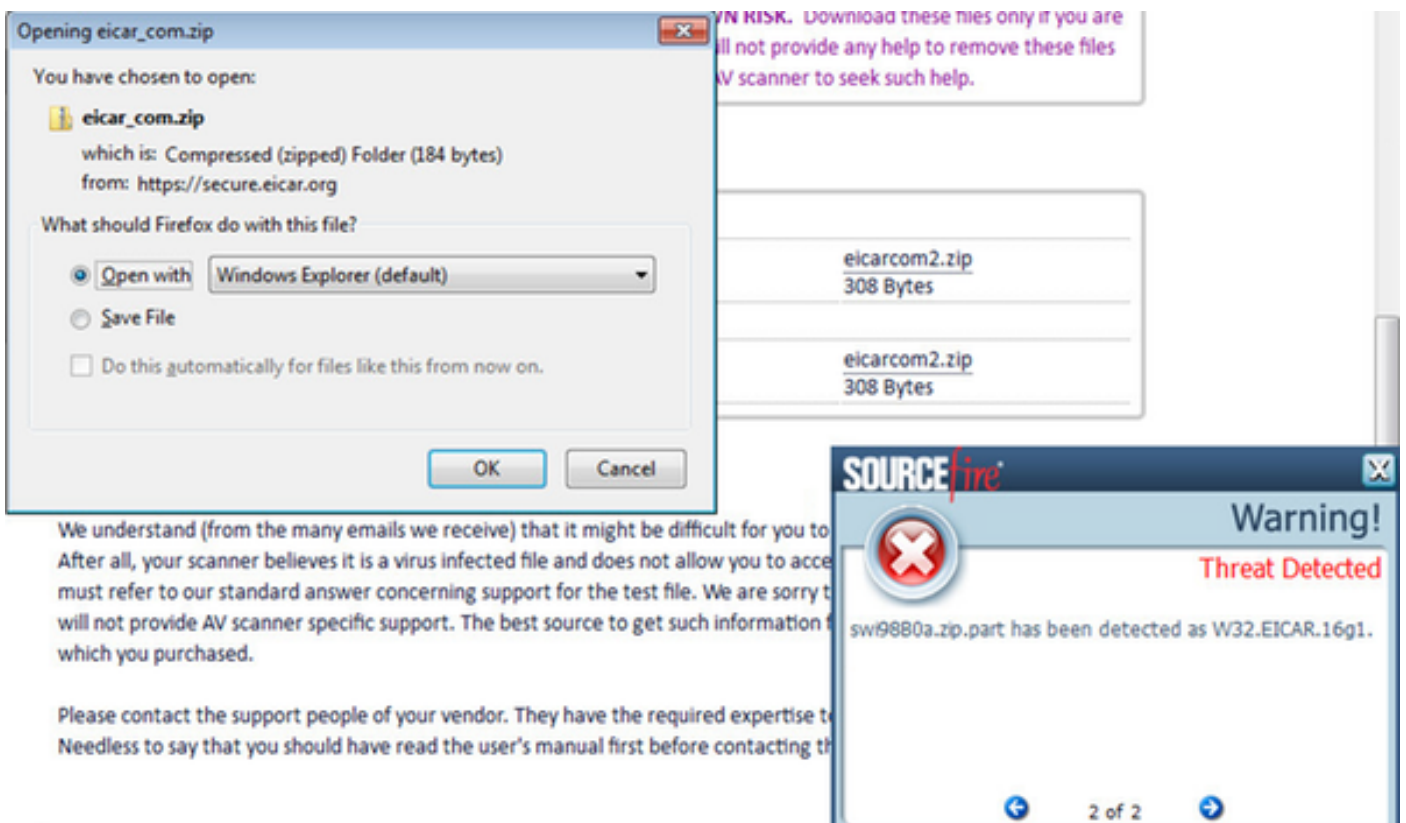 Opening eicar_com.zip
You have chosen to open:
eicar_com.zip
which is: Compressed (zipped) Folder (184 bytes)
from: https://secure.eicar.org
What should Firefox do with this file?
Open with
Windows Explorer (default)
Save File
Do this automatically for files like this from now on.
OK
Cancel
RISK. Download these files only if you are
ll not provide any help to remove these files
AV scanner to seek such help.
eicarcom2.zip
308 Bytes
eicarcom2.zip
308 Bytes
We understand (from the many emails we receive) that it might be difficult for you to
After all, your scanner believes it is a virus infected file and does not allow you to acce
must refer to our standard answer concerning support for the test file. We are sorry t
will not provide AV scanner specific support. The best source to get such information f
which you purchased.
Please contact the support people of your vendor. They have the required expertise t
Needless to say that you should have read the user's manual first before contacting th
SOURCEfire
Warning!
Threat Detected
swi9880a.zip.part has been detected as W32.EICAR.16g1.
2 of 2